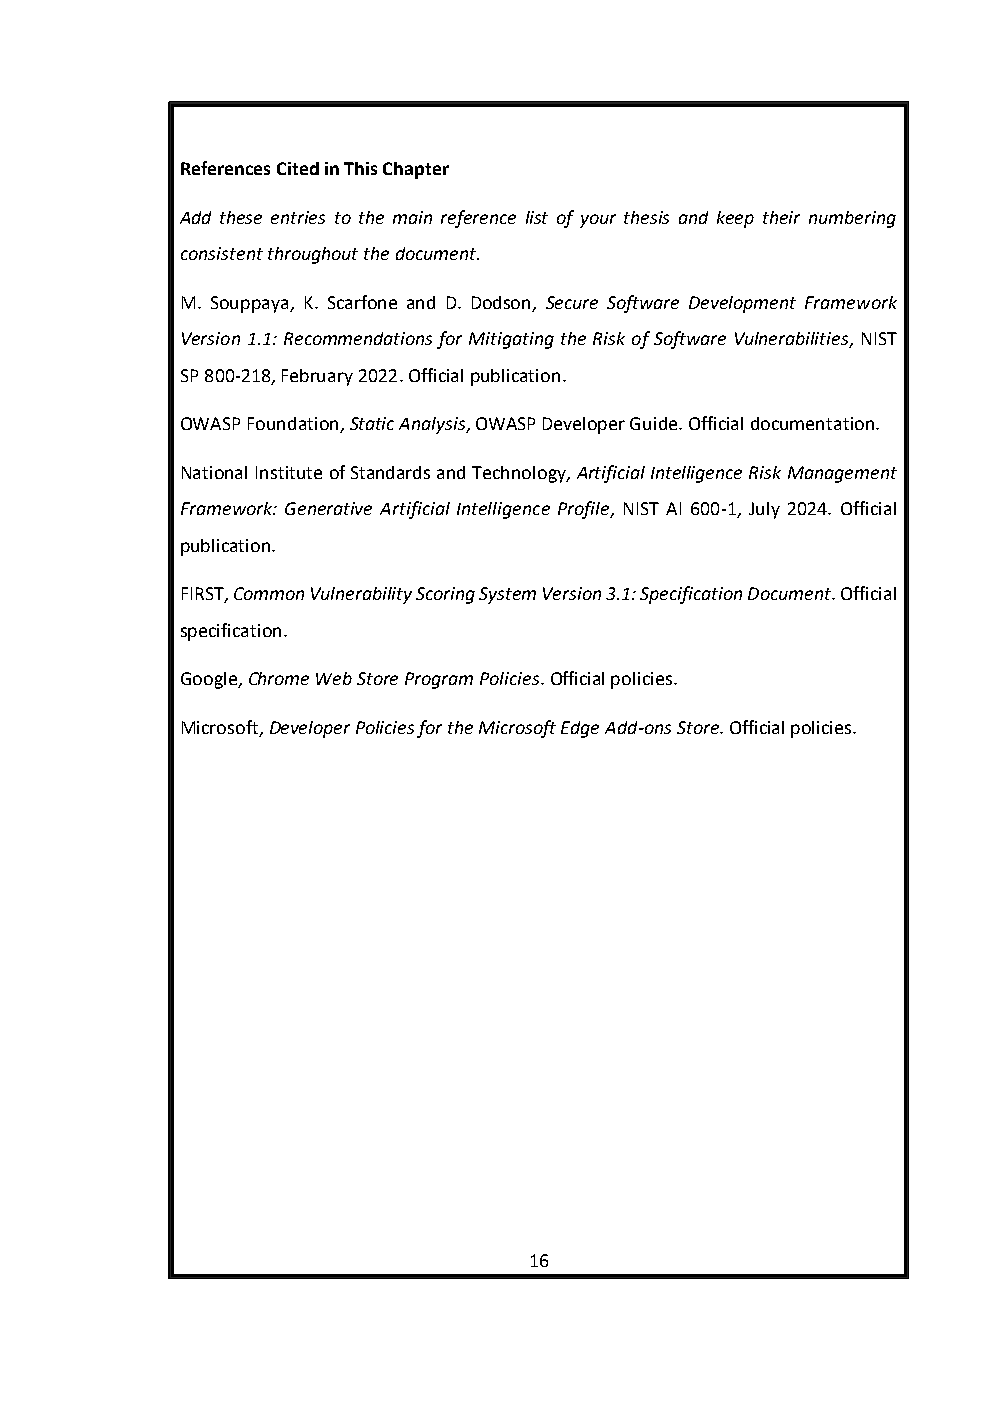 References Cited in This Chapter
Add these entries to the main reference list of your thesis and keep their numbering
consistent throughout the document.
M. Souppaya, K. Scarfone and D. Dodson, Secure Software Development Framework
Version 1.1: Recommendations for Mitigating the Risk of Software Vulnerabilities, NIST
SP 800-218, February 2022. Official publication.
OWASP Foundation, Static Analysis, OWASP Developer Guide. Official documentation.
National Institute of Standards and Technology, Artificial Intelligence Risk Management
Framework: Generative Artificial Intelligence Profile, NIST AI 600-1, July 2024. Official
publication.
FIRST, Common Vulnerability Scoring System Version 3.1: Specification Document. Official
specification.
Google, Chrome Web Store Program Policies. Official policies.
Microsoft, Developer Policies for the Microsoft Edge Add-ons Store. Official policies.
16